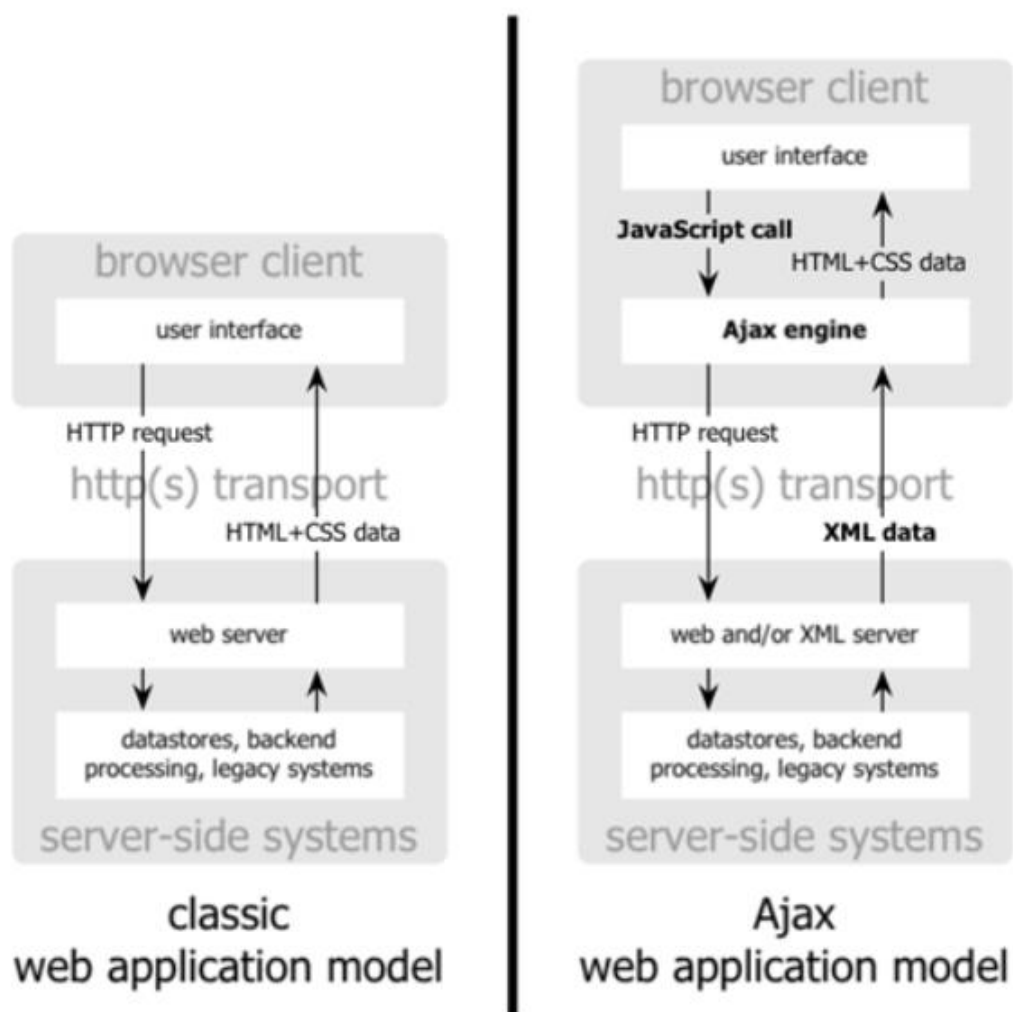 browser client
user interface
HTTP request
http(s) transport
HTML+CSS data
web server
datastores, backend
processing, legacy systems
server-side systems
classic
web application model
browser client
user interface
JavaScript call
HTML+CSS data
Ajax engine
HTTP request
http(s) transport
XML data
web and/or XML server
datastores, backend
processing, legacy systems
server-side systems
Ajax
web application model